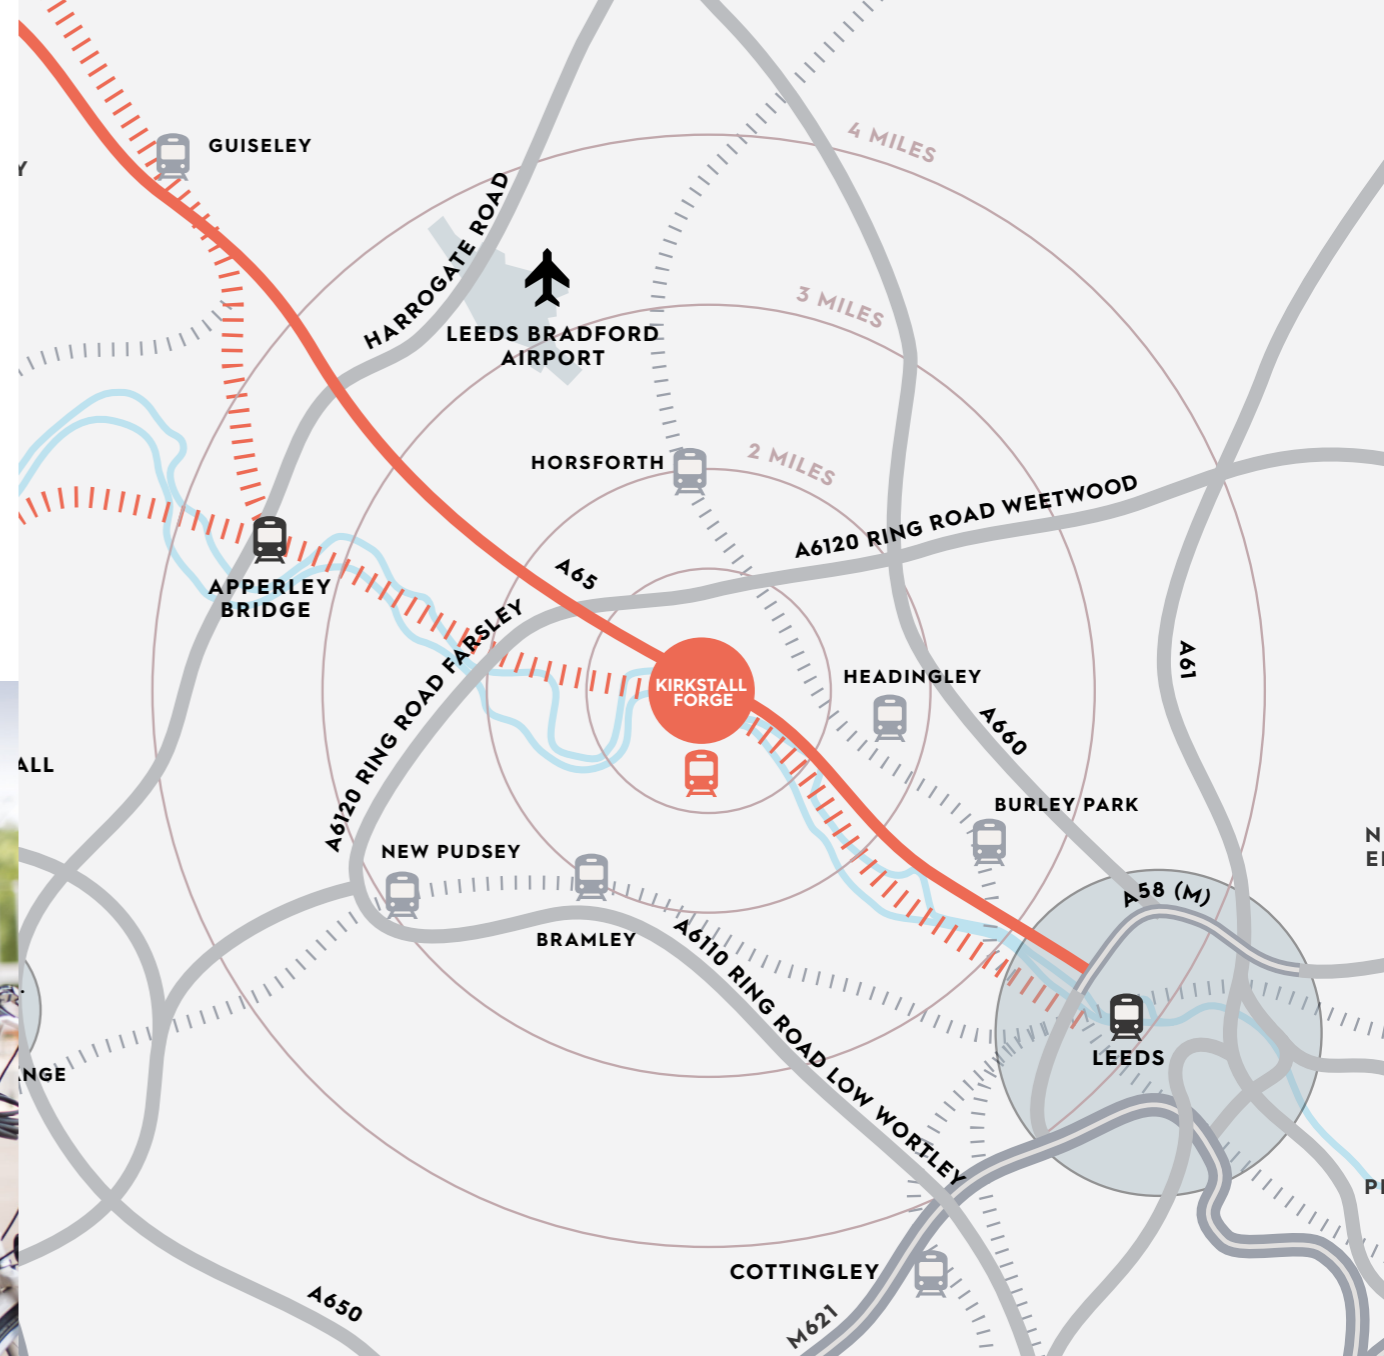 4 MILES
GUISELEY
HARROGATE ROAD
3 MILES
LEEDS BRADFORD
AIRPORT
2 MILES
HORSFORTH
A6120 RING ROAD WEETWOOD
A65
APPERLEY
BRIDGE
A6120 RING ROAD FARSLEY
A61
HEADINGLEY
KIRKSTALL
FORGE
A660
ALL
BURLEY PARK
NEW PUDSEY
A58 (M)
BRAMLEY
A6110 RING ROAD LOW WORTLEY
LEEDS
ANGE
COTTINGLEY
A650
M621